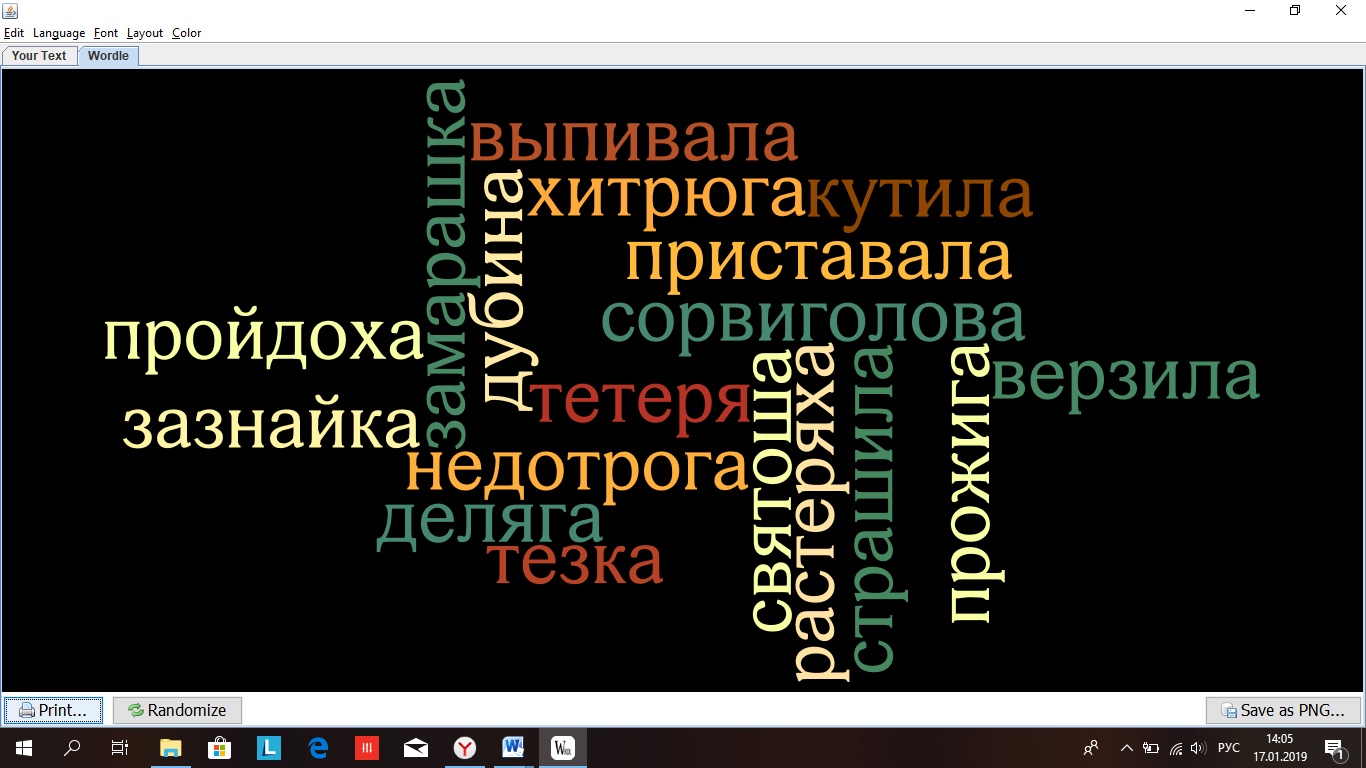 Edit Language Font Layout Color
Your Text Wordle
замарашка
выпивала
дубина
хитрюга
кутила
приставала
сорвиголова
пройдоха
зазнайка
тетеря
недотрога
деляга
тезка
святоша
растеряха
страшила
прожига
верзила
Print... Randomize Save as PNG...
РУС
14:05
17.01.2019
1